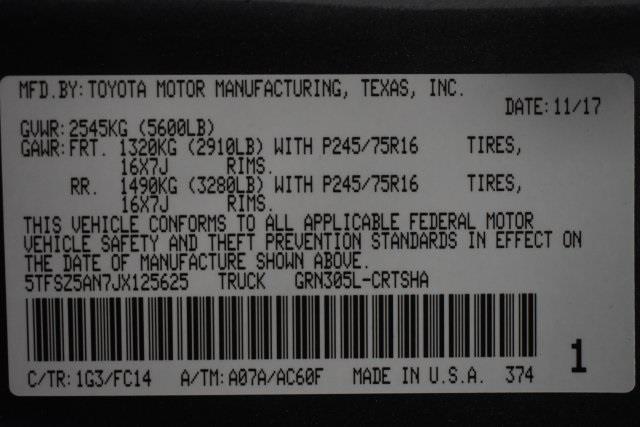 MFD.BY: TOYOTA MOTOR MANUFACTURING, TEXAS, INC.
DATE: 11/17
GVWR: 2545KG (5600LB)
GAWR: FRT. 1320KG (2910LB) WITH P245/75R16 TIRES,
16X7J RIMS.
RR. 1490KG (3280LB) WITH P245/75R16 TIRES,
16X7J RIMS.
THIS VEHICLE CONFORMS TO ALL APPLICABLE FEDERAL MOTOR
VEHICLE SAFETY AND THEFT PREVENTION STANDARDS IN EFFECT ON
THE DATE OF MANUFACTURE SHOWN ABOVE.
5TFSZ5AN7JX125625 TRUCK GRN305L-CRTSHA
1
C/TR: 1G3/FC14 A/TM: A07A/AC60F MADE IN U.S.A. 374